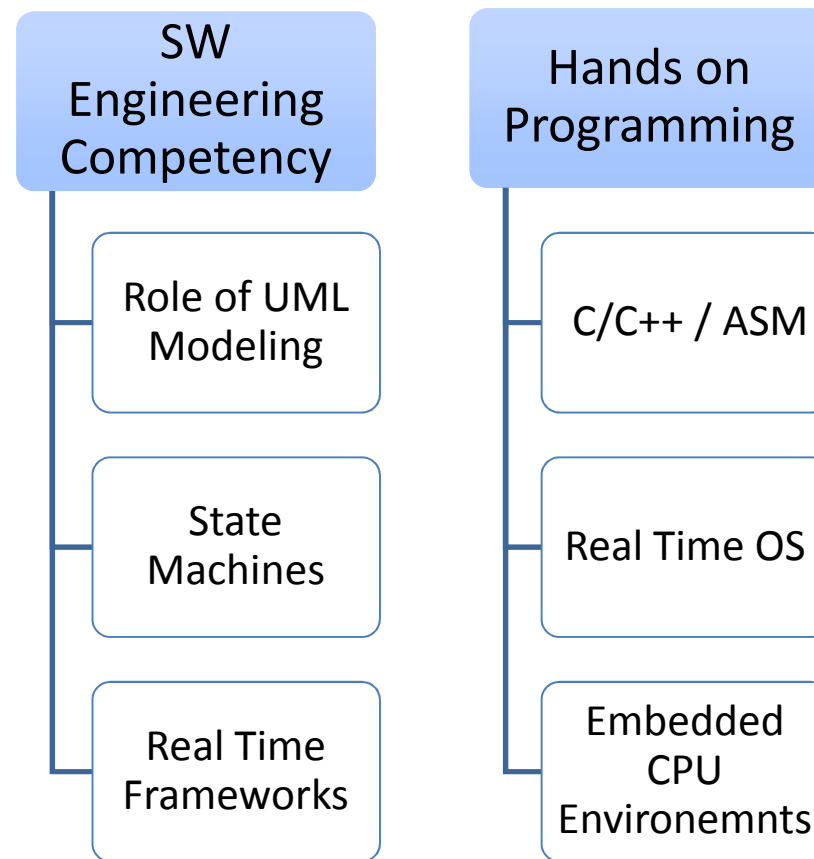 SW
Engineering
Competency
Role of UML
Modeling
State
Machines
Real Time
Frameworks
Hands on
Programming
C/C++ / ASM
Real Time OS
Embedded
CPU
Environemnts